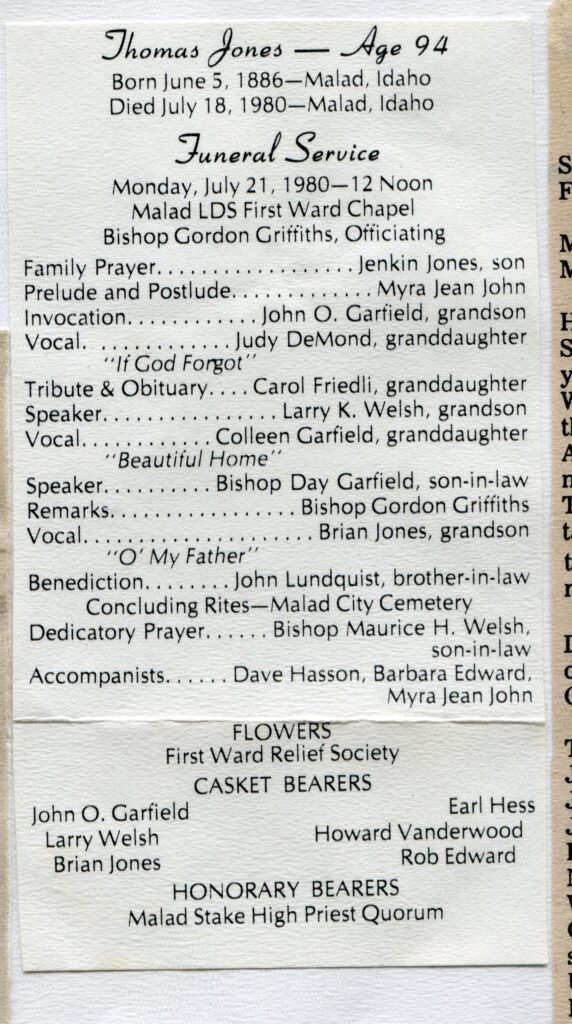 Thomas Jones — Age 94
Born June 5, 1886—Malad, Idaho
Died July 18, 1980—Malad, Idaho
Funeral Service
Monday, July 21, 1980—12 Noon
Malad LDS First Ward Chapel
Bishop Gordon Griffiths, Officiating
Family Prayer. . . . . . . . . . . . . . . . . . Jenkin Jones, son
Prelude and Postlude. . . . . . . . . . . . . Myra Jean John
Invocation. . . . . . . . . . . . John O. Garfield, grandson
Vocal. . . . . . . . . . . . . Judy DeMond, granddaughter
"If God Forgot"
Tribute & Obituary. . . . Carol Friedli, granddaughter
Speaker. . . . . . . . . . . . . . . . . Larry K. Welsh, grandson
Vocal. . . . . . . . . . . . Colleen Garfield, granddaughter
"Beautiful Home"
Speaker. . . . . . . . . . Bishop Day Garfield, son-in-law
Remarks. . . . . . . . . . . . . . . . Bishop Gordon Griffiths
Vocal. . . . . . . . . . . . . . . . . . . . Brian Jones, grandson
"O' My Father"
Benediction. . . . . . . . John Lundquist, brother-in-law
Concluding Rites—Malad City Cemetery
Dedicatory Prayer. . . . . . Bishop Maurice H. Welsh,
son-in-law
Accompanists. . . . . . Dave Hasson, Barbara Edward,
Myra Jean John
FLOWERS
First Ward Relief Society
CASKET BEARERS
John O. Garfield Earl Hess
Larry Welsh Howard Vanderwood
Brian Jones Rob Edward
HONORARY BEARERS
Malad Stake High Priest Quorum